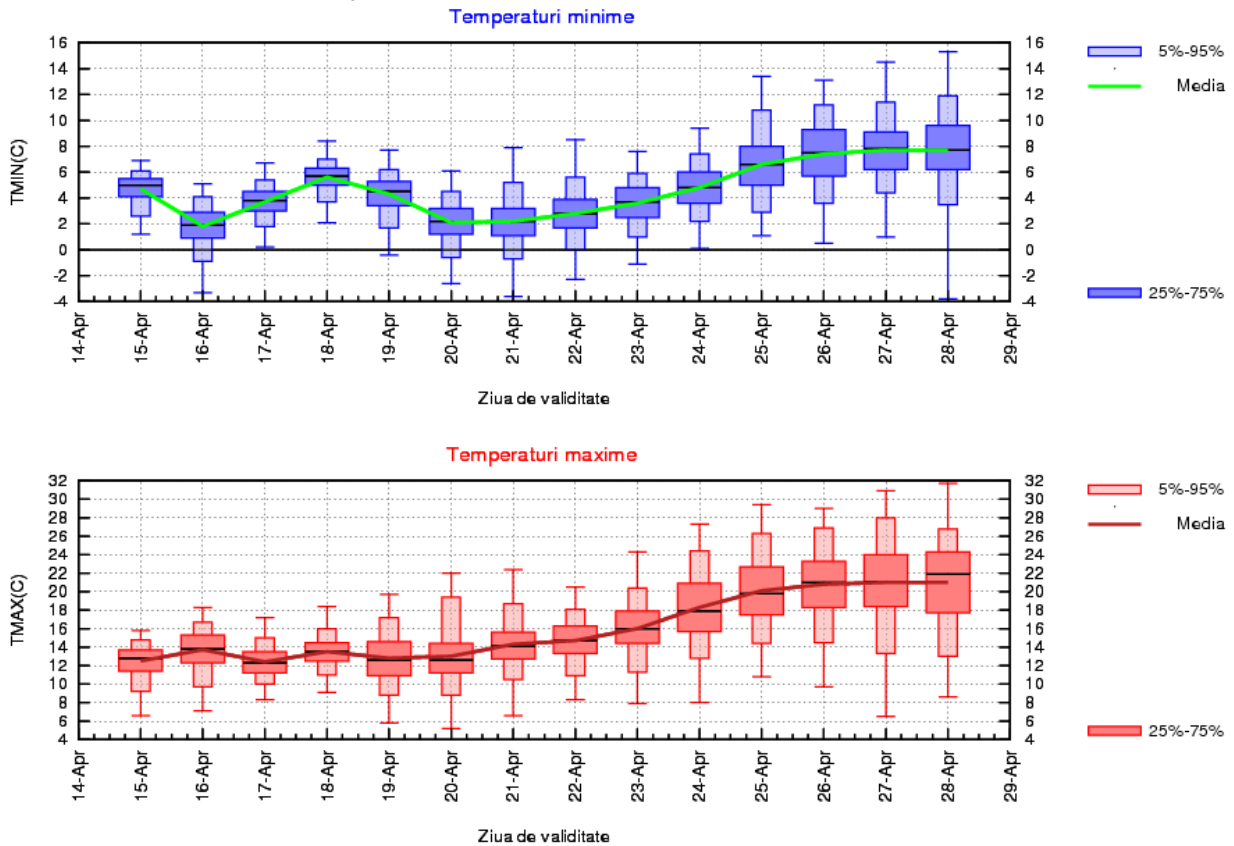 Temperaturi minime
16 14 12 10 8 6 4 2 0 -2 -4
TMIN(C)
16 14 12 10 8 6 4 2 0 -2 -4
5%-95%
Media
25%-75%
14-Apr 15-Apr 16-Apr 17-Apr 18-Apr 19-Apr 20-Apr 21-Apr 22-Apr 23-Apr 24-Apr 25-Apr 26-Apr 27-Apr 28-Apr 29-Apr
Ziua de validitate
Temperaturi maxime
32 30 28 26 24 22 20 18 16 14 12 10 8 6 4
TMAX(C)
32 30 28 26 24 22 20 18 16 14 12 10 8 6 4
5%-95%
Media
25%-75%
14-Apr 15-Apr 16-Apr 17-Apr 18-Apr 19-Apr 20-Apr 21-Apr 22-Apr 23-Apr 24-Apr 25-Apr 26-Apr 27-Apr 28-Apr 29-Apr
Ziua de validitate